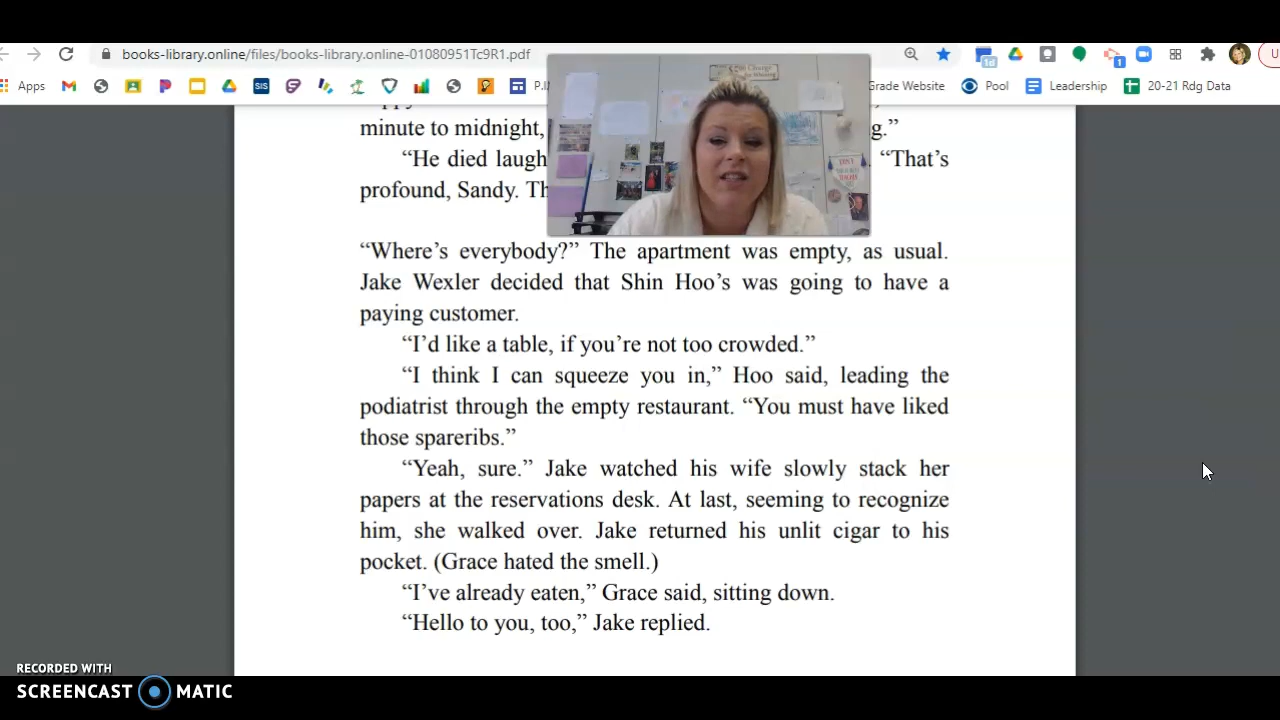 books-library.online/files/books-library.online-01080951Tc9R1.pdf
Apps
SIS
P.I
Grade Website
Pool
Leadership
20-21 Rdg Data
1d
1
minute to midnight,
g.”
“He died laugh
“That’s
profound, Sandy. Th
“Where’s everybody?” The apartment was empty, as usual.
Jake Wexler decided that Shin Hoo’s was going to have a
paying customer.
“I’d like a table, if you’re not too crowded.”
“I think I can squeeze you in,” Hoo said, leading the
podiatrist through the empty restaurant. “You must have liked
those spareribs.”
“Yeah, sure.” Jake watched his wife slowly stack her
papers at the reservations desk. At last, seeming to recognize
him, she walked over. Jake returned his unlit cigar to his
pocket. (Grace hated the smell.)
“I’ve already eaten,” Grace said, sitting down.
“Hello to you, too,” Jake replied.
RECORDED WITH
SCREENCAST MATIC